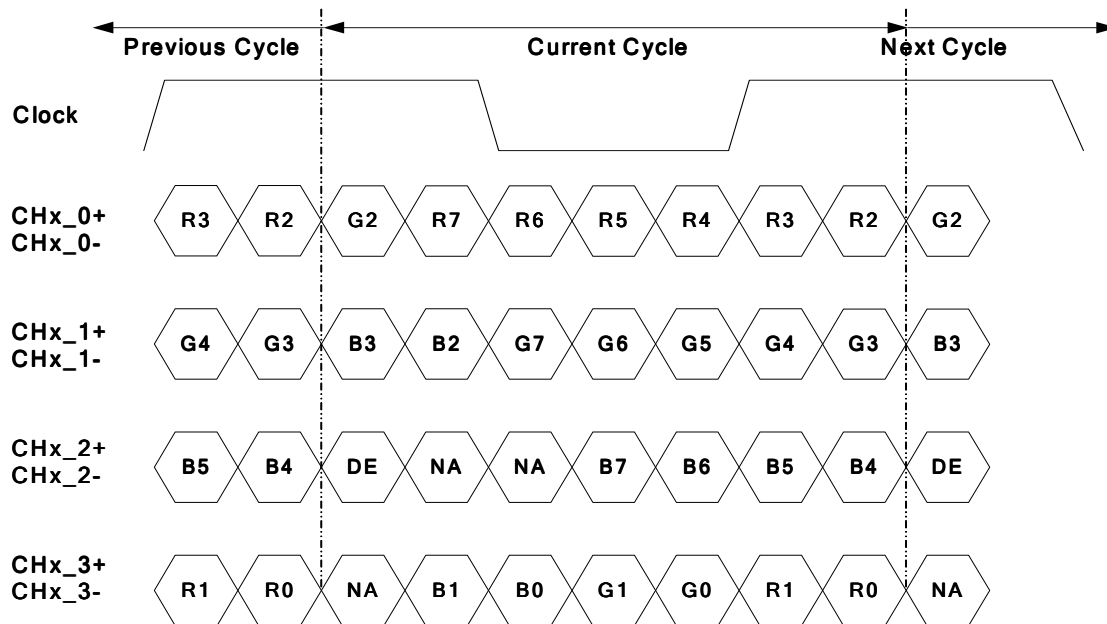 Previous Cycle Current Cycle Next Cycle
Clock
CHx_0+
CHx_0-
R3 R2 G2 R7 R6 R5 R4 R3 R2 G2
CHx_1+
CHx_1-
G4 G3 B3 B2 G7 G6 G5 G4 G3 B3
CHx_2+
CHx_2-
B5 B4 DE NA NA B7 B6 B5 B4 DE
CHx_3+
CHx_3-
R1 R0 NA B1 B0 G1 G0 R1 R0 NA